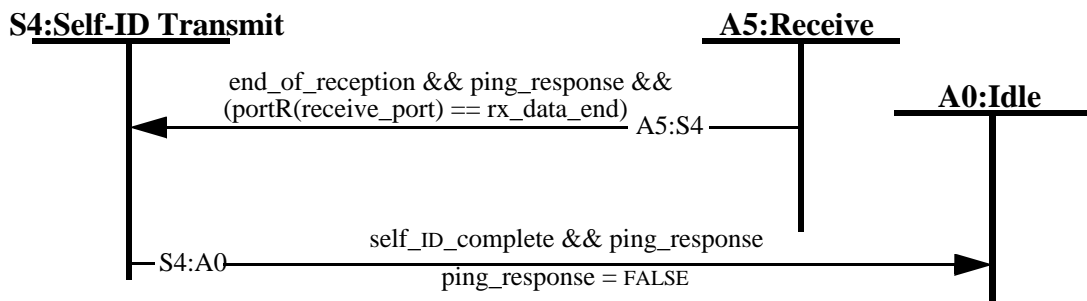 S4:Self-ID Transmit
A5:Receive
end_of_reception && ping_response &&
(portR(receive_port) == rx_data_end)
A0:Idle
A5:S4
self_ID_complete && ping_response
S4:A0
ping_response = FALSE